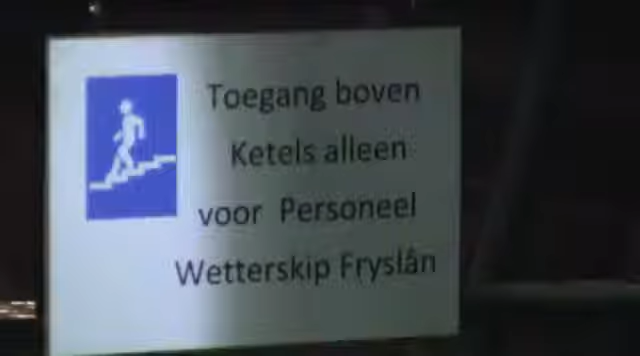 Toegang boven
Ketels alleen
voor Personeel
Wetterskip Fryslân